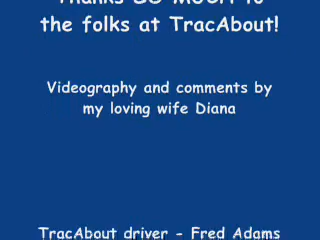 Thanks SO MUCH to
the folks at TracAbout!
Videography and comments by
my loving wife Diana
TracAbout driver - Fred Adams